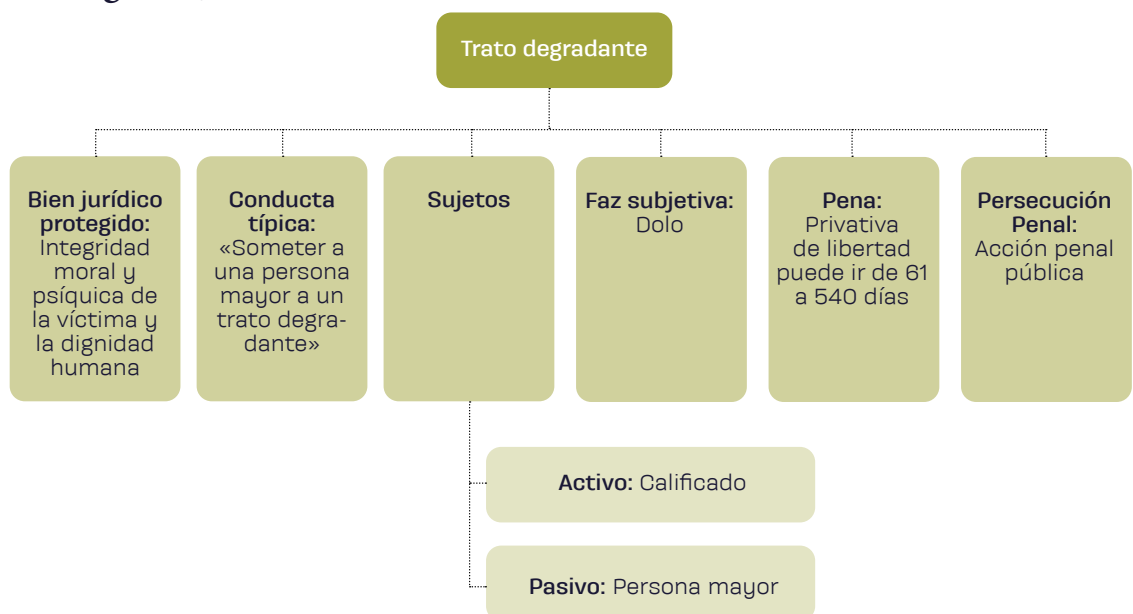 Trato degradante
Bien jurídico
protegido:
Integridad
moral y
psíquica de
la víctima y
la dignidad
humana
Conducta
típica:
«Someter a
una persona
mayor a un
trato degra-
dante»
Sujetos
Faz subjetiva:
Dolo
Pena:
Privativa
de libertad
puede ir de 61
a 540 días
Persecución
Penal:
Acción penal
pública
Activo: Calificado
Pasivo: Persona mayor